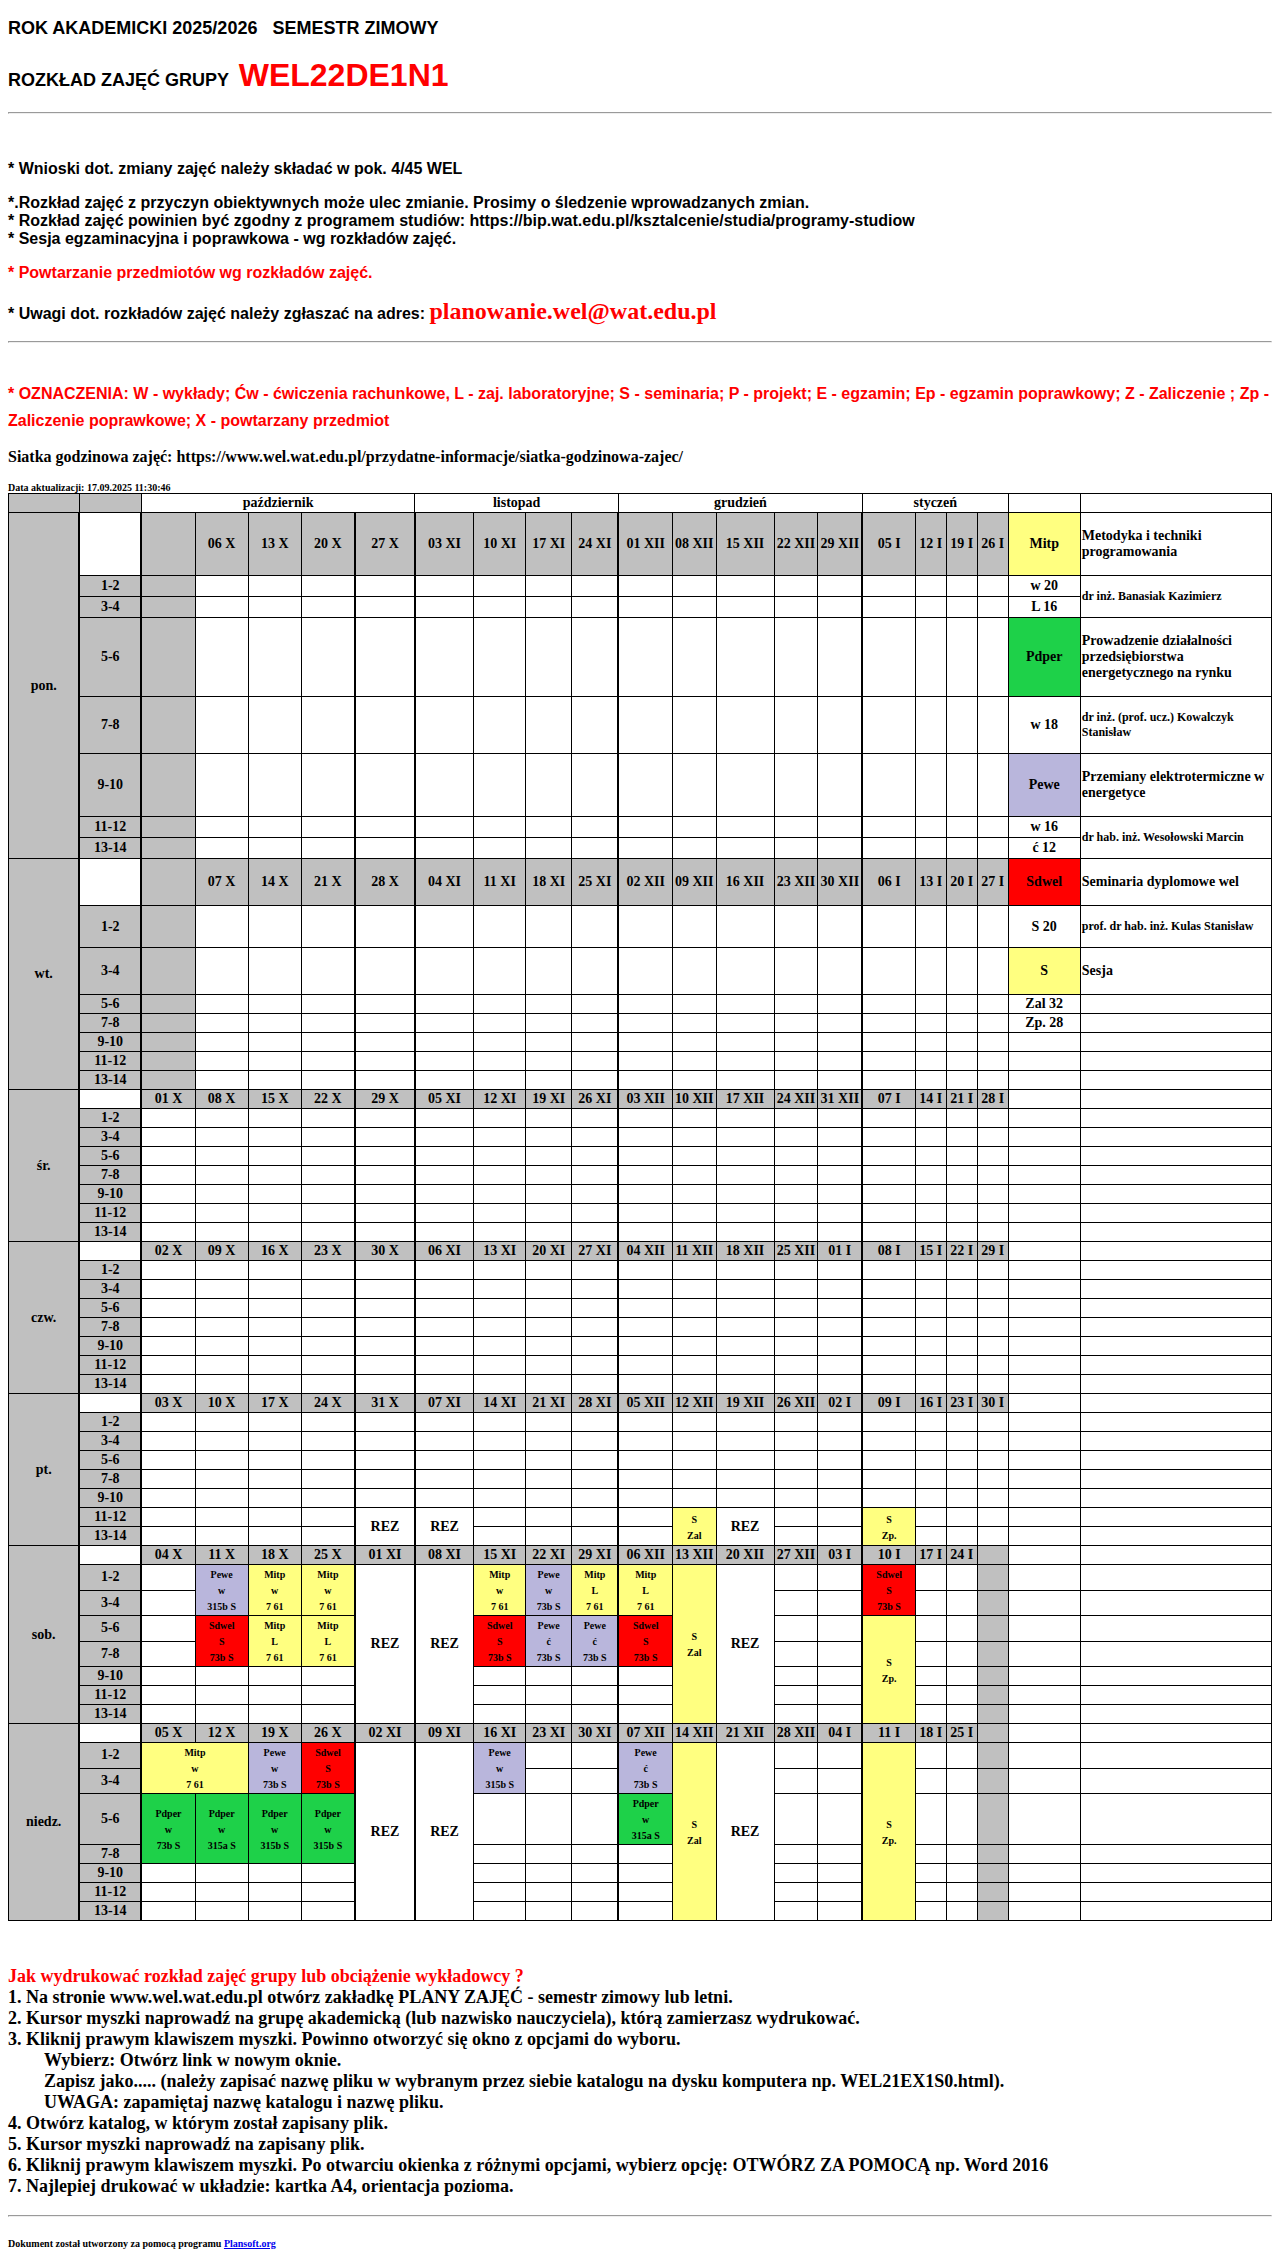 ROK AKADEMICKI 2025/2026 SEMESTR ZIMOWY
ROZKŁAD ZAJĘĆ GRUPY WEL22DE1N1
* Wnioski dot. zmiany zajęć należy składać w pok. 4/45 WEL
*.Rozkład zajęć z przyczyn obiektywnych może ulec zmianie. Prosimy o śledzenie wprowadzanych zmian.
* Rozkład zajęć powinien być zgodny z programem studiów: https://bip.wat.edu.pl/ksztalcenie/studia/programy-studiow
* Sesja egzaminacyjna i poprawkowa - wg rozkładów zajęć.
* Powtarzanie przedmiotów wg rozkładów zajęć.
* Uwagi dot. rozkładów zajęć należy zgłaszać na adres: planowanie.wel@wat.edu.pl
* OZNACZENIA: W - wykłady; Ćw - ćwiczenia rachunkowe, L - zaj. laboratoryjne; S - seminaria; P - projekt; E - egzamin; Ep - egzamin poprawkowy; Z - Zaliczenie ; Zp -
Zaliczenie poprawkowe; X - powtarzany przedmiot
Siatka godzinowa zajęć: https://www.wel.wat.edu.pl/przydatne-informacje/siatka-godzinowa-zajec/
Data aktualizacji: 17.09.2025 11:30:46
październik listopad grudzień styczeń
06 X 13 X 20 X 27 X 03 XI 10 XI 17 XI 24 XI 01 XII 08 XII 15 XII 22 XII 29 XII 05 I 12 I 19 I 26 I Mitp Metodyka i techniki
programowania
pon.
1-2 w 20
dr inż. Banasiak Kazimierz
3-4 L 16
5-6 Pdper Prowadzenie działalności
przedsiębiorstwa
energetycznego na rynku
7-8 w 18 dr inż. (prof. ucz.) Kowalczyk
Stanisław
9-10 Pewe Przemiany elektrotermiczne w
energetyce
11-12 w 16
dr hab. inż. Wesołowski Marcin
13-14 ć 12
07 X 14 X 21 X 28 X 04 XI 11 XI 18 XI 25 XI 02 XII 09 XII 16 XII 23 XII 30 XII 06 I 13 I 20 I 27 I Sdwel Seminaria dyplomowe wel
wt.
1-2 S 20 prof. dr hab. inż. Kulas Stanisław
3-4 S Sesja
5-6 Zal 32
7-8 Zp. 28
9-10
11-12
13-14
01 X 08 X 15 X 22 X 29 X 05 XI 12 XI 19 XI 26 XI 03 XII 10 XII 17 XII 24 XII 31 XII 07 I 14 I 21 I 28 I
śr.
1-2
3-4
5-6
7-8
9-10
11-12
13-14
02 X 09 X 16 X 23 X 30 X 06 XI 13 XI 20 XI 27 XI 04 XII 11 XII 18 XII 25 XII 01 I 08 I 15 I 22 I 29 I
czw.
1-2
3-4
5-6
7-8
9-10
11-12
13-14
03 X 10 X 17 X 24 X 31 X 07 XI 14 XI 21 XI 28 XI 05 XII 12 XII 19 XII 26 XII 02 I 09 I 16 I 23 I 30 I
pt.
1-2
3-4
5-6
7-8
9-10
11-12 S S
REZ REZ REZ
13-14 Zal Zp.
04 X 11 X 18 X 25 X 01 XI 08 XI 15 XI 22 XI 29 XI 06 XII 13 XII 20 XII 27 XII 03 I 10 I 17 I 24 I
sob.
1-2 Pewe Mitp Mitp Mitp Pewe Mitp Mitp Sdwel
w w w w w L L S
3-4 315b S 7 61 7 61 7 61 73b S 7 61 7 61 73b S
5-6 Sdwel Mitp Mitp Sdwel Pewe Pewe Sdwel
S L L S ć ć S
7-8 73b S 7 61 7 61 73b S 73b S 73b S 73b S
REZ REZ S Zal REZ S Zp.
9-10
11-12
13-14
05 X 12 X 19 X 26 X 02 XI 09 XI 16 XI 23 XI 30 XI 07 XII 14 XII 21 XII 28 XII 04 I 11 I 18 I 25 I
niedz.
1-2 Mitp Pewe Sdwel Pewe Pewe
w w S w ć
3-4 7 61 73b S 73b S 315b S 73b S
5-6 Pdper Pdper Pdper Pdper Pdper
w w w w w
73b S 315a S 315b S 315b S 315a S
REZ REZ S Zal REZ S Zp.
7-8
9-10
11-12
13-14
Jak wydrukować rozkład zajęć grupy lub obciążenie wykładowcy ?
1. Na stronie www.wel.wat.edu.pl otwórz zakładkę PLANY ZAJĘĆ - semestr zimowy lub letni.
2. Kursor myszki naprowadź na grupę akademicką (lub nazwisko nauczyciela), którą zamierzasz wydrukować.
3. Kliknij prawym klawiszem myszki. Powinno otworzyć się okno z opcjami do wyboru.
Wybierz: Otwórz link w nowym oknie.
Zapisz jako..... (należy zapisać nazwę pliku w wybranym przez siebie katalogu na dysku komputera np. WEL21EX1S0.html).
UWAGA: zapamiętaj nazwę katalogu i nazwę pliku.
4. Otwórz katalog, w którym został zapisany plik.
5. Kursor myszki naprowadź na zapisany plik.
6. Kliknij prawym klawiszem myszki. Po otwarciu okienka z różnymi opcjami, wybierz opcję: OTWÓRZ ZA POMOCĄ np. Word 2016
7. Najlepiej drukować w układzie: kartka A4, orientacja pozioma.
Dokument został utworzony za pomocą programu Plansoft.org